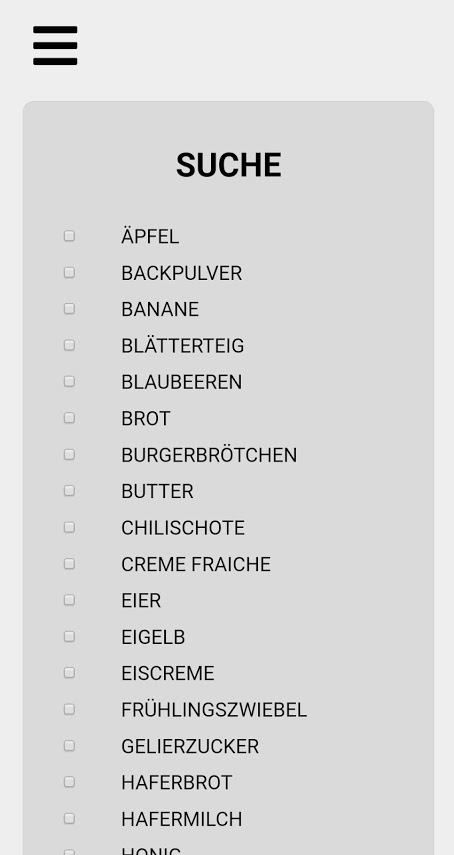 SUCHE
ÄPFEL
BACKPULVER
BANANE
BLÄTTERTEIG
BLAUBEEREN
BROT
BURGERBRÖTCHEN
BUTTER
CHILISCHOTE
CREME FRAICHE
EIER
EIGELB
EISCREME
FRÜHLINGSZWIEBEL
GELIERZUCKER
HAFERBROT
HAFERMILCH
HONIG